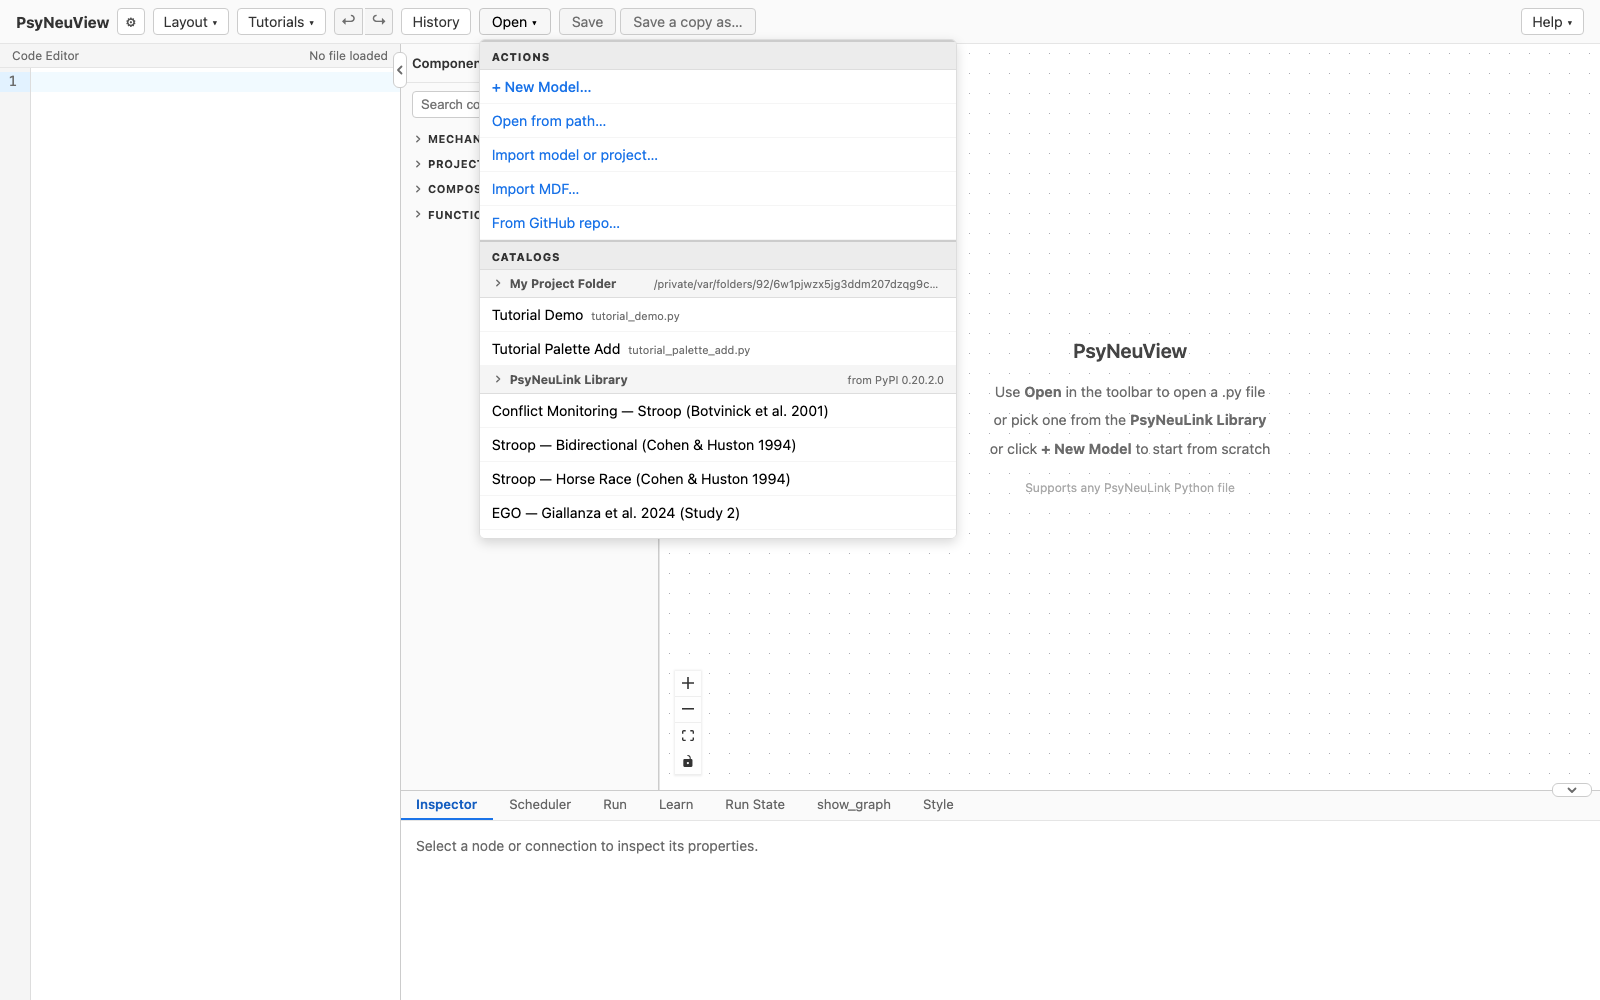 PsyNeuView ⚙ Layout ▾ Tutorials ▾ ↩ ↪ History Open ▾ Save Save a copy as... Help ▾
Code Editor No file loaded
1
Componen
Search co
MECHAN
PROJECT
COMPOS
FUNCTIO
ACTIONS
+ New Model...
Open from path...
Import model or project...
Import MDF...
From GitHub repo...
CATALOGS
My Project Folder /private/var/folders/92/6w1pjwzx5jg3ddm207dzqg9c...
Tutorial Demo tutorial_demo.py
Tutorial Palette Add tutorial_palette_add.py
PsyNeuLink Library from PyPI 0.20.2.0
Conflict Monitoring — Stroop (Botvinick et al. 2001)
Stroop — Bidirectional (Cohen & Huston 1994)
Stroop — Horse Race (Cohen & Huston 1994)
EGO — Giallanza et al. 2024 (Study 2)
PsyNeuView
Use Open in the toolbar to open a .py file
or pick one from the PsyNeuLink Library
or click + New Model to start from scratch
Supports any PsyNeuLink Python file
Inspector Scheduler Run Learn Run State show_graph Style
Select a node or connection to inspect its properties.